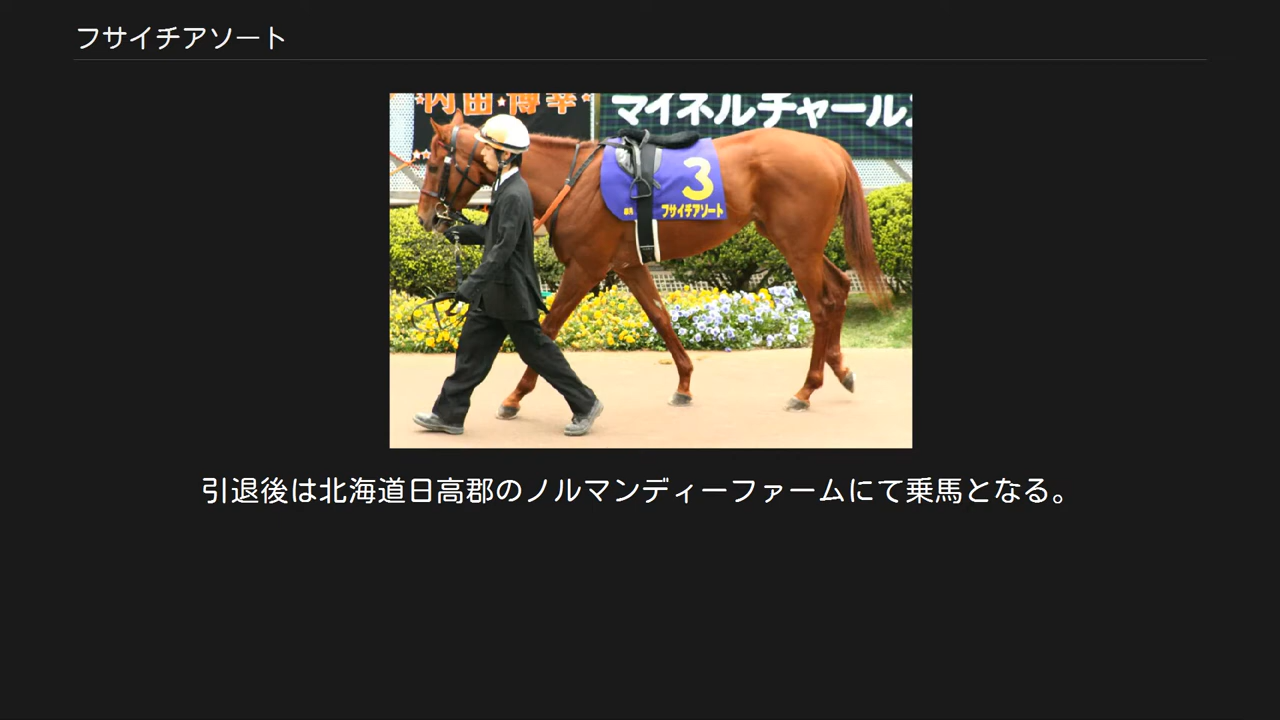 フサイチアソート
内田博幸
マイネルチャール
3
フサイチアソート
引退後は北海道日高郡のノルマンディーファームにて乗馬となる。